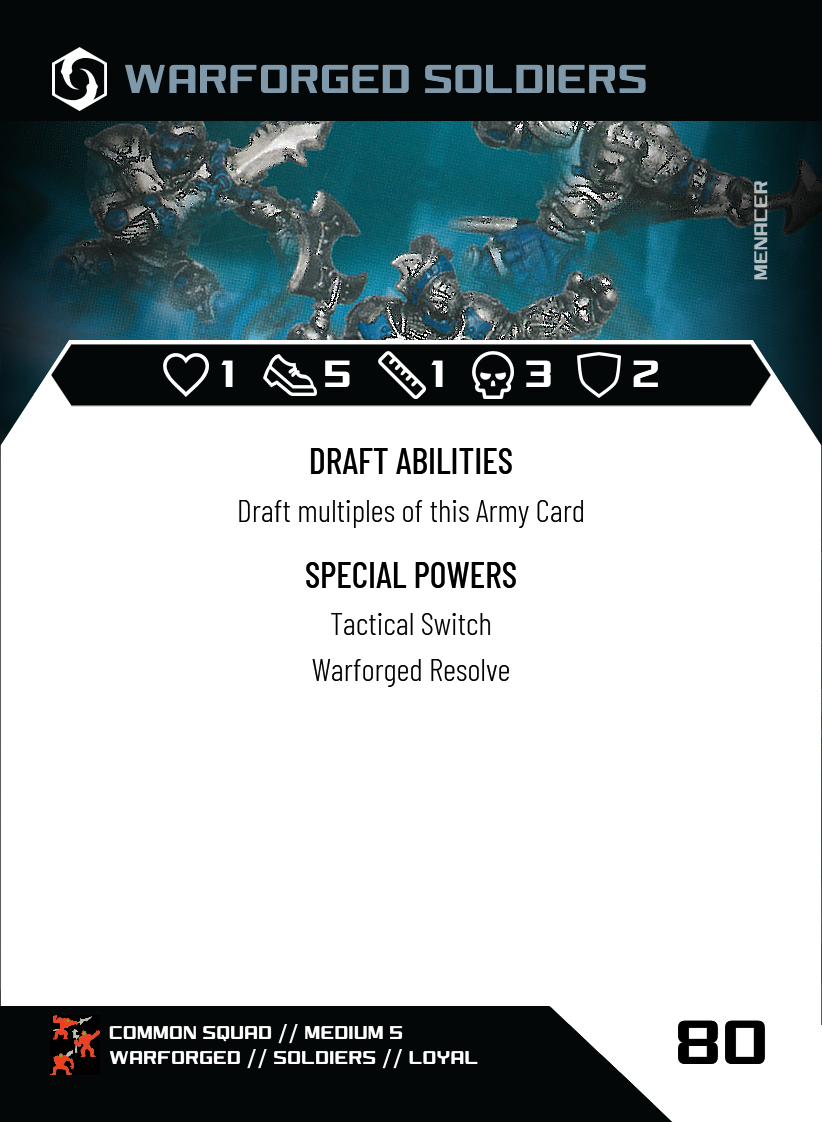 WARFORGED SOLDIERS
MENACER
1 5 1 3 2
DRAFT ABILITIES
Draft multiples of this Army Card
SPECIAL POWERS
Tactical Switch
Warforged Resolve
COMMON SQUAD // MEDIUM 5
WARFORGED // SOLDIERS // LOYAL
80